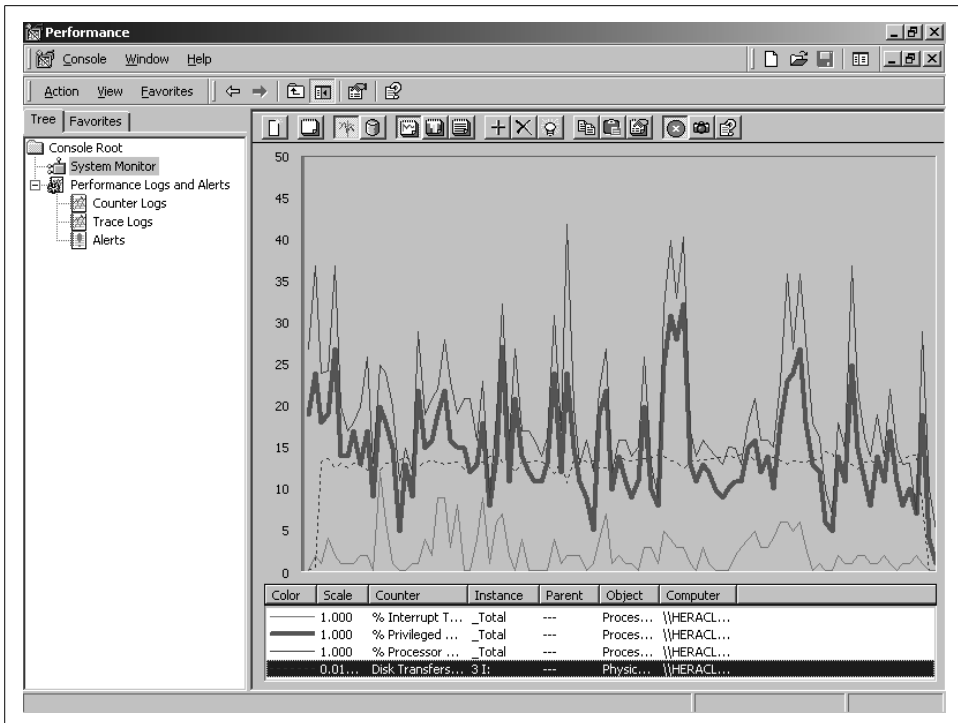 Performance
Console Window Help
Action View Favorites
Tree Favorites
Console Root
System Monitor
Performance Logs and Alerts
Counter Logs
Trace Logs
Alerts
50
45
40
35
30
25
20
15
10
5
0
Color Scale Counter Instance Parent Object Computer
1.000 % Interrupt T... _Total --- Proces... \\HERACL...
1.000 % Privileged ... _Total --- Proces... \\HERACL...
1.000 % Processor ... _Total --- Proces... \\HERACL...
0.01... Disk Transfers... 3 I: --- Physic... \\HERACL...